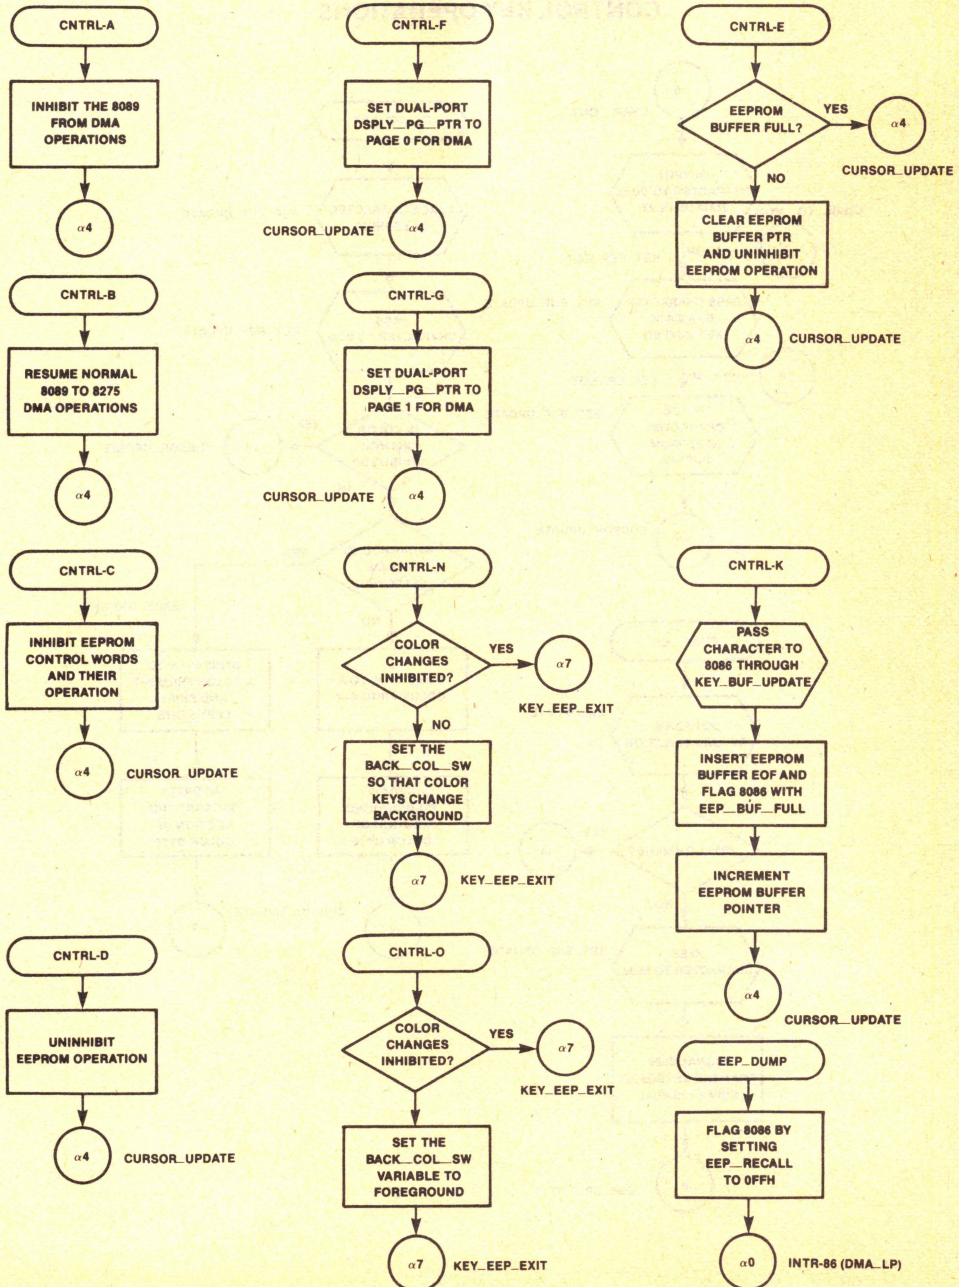 CONTROL KEY OPERATIONS
CNTRL-A
INHIBIT THE 8089
FROM DMA
OPERATIONS
α4
CNTRL-B
RESUME NORMAL
8089 TO 8275
DMA OPERATIONS
α4
CNTRL-C
INHIBIT EEPROM
CONTROL WORDS
AND THEIR
OPERATION
α4
CURSOR_UPDATE
CNTRL-D
UNINHIBIT
EEPROM OPERATION
α4
CURSOR_UPDATE
CNTRL-F
SET DUAL-PORT
DSPLY_PG_PTR TO
PAGE 0 FOR DMA
CURSOR_UPDATE
α4
CNTRL-G
SET DUAL-PORT
DSPLY_PG_PTR TO
PAGE 1 FOR DMA
CURSOR_UPDATE
α4
CNTRL-N
COLOR
CHANGES
INHIBITED?
YES
α7
KEY_EEP_EXIT
NO
SET THE
BACK_COL_SW
SO THAT COLOR
KEYS CHANGE
BACKGROUND
α7
KEY_EEP_EXIT
CNTRL-O
COLOR
CHANGES
INHIBITED?
YES
α7
KEY_EEP_EXIT
SET THE
BACK_COL_SW
VARIABLE TO
FOREGROUND
α7
KEY_EEP_EXIT
CNTRL-E
EEPROM
BUFFER FULL?
YES
α4
CURSOR_UPDATE
NO
CLEAR EEPROM
BUFFER PTR
AND UNINHIBIT
EEPROM OPERATION
α4
CURSOR_UPDATE
CNTRL-K
PASS
CHARACTER TO
8086 THROUGH
KEY_BUF_UPDATE
INSERT EEPROM
BUFFER EOF AND
FLAG 8086 WITH
EEP_BUF_FULL
INCREMENT
EEPROM BUFFER
POINTER
α4
CURSOR_UPDATE
EEP_DUMP
FLAG 8086 BY
SETTING
EEP_RECALL
TO 0FFH
α0
INTR-86 (DMA_LP)